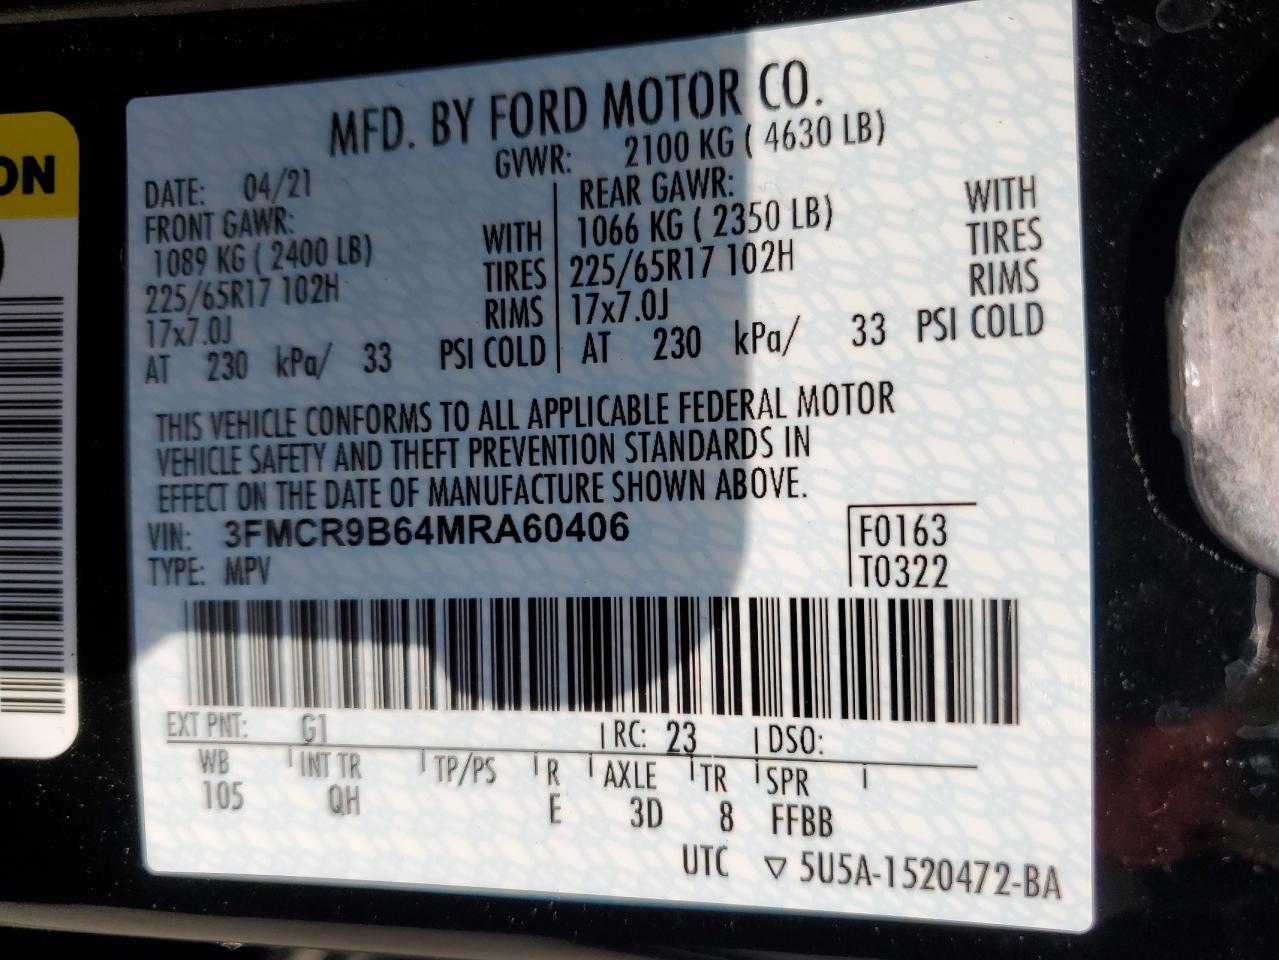 ON
MFD. BY FORD MOTOR CO.
GVWR: 2100 KG ( 4630 LB)
DATE: 04/21
FRONT GAWR:
1089 KG ( 2400 LB) WITH
225/65R17 102H TIRES
17x7.0J RIMS
AT 230 kPa/ 33 PSI COLD
REAR GAWR: WITH
1066 KG ( 2350 LB) TIRES
225/65R17 102H RIMS
17x7.0J
AT 230 kPa/ 33 PSI COLD
THIS VEHICLE CONFORMS TO ALL APPLICABLE FEDERAL MOTOR
VEHICLE SAFETY AND THEFT PREVENTION STANDARDS IN
EFFECT ON THE DATE OF MANUFACTURE SHOWN ABOVE.
VIN: 3FMCR9B64MRA60406 F0163
TYPE: MPV T0322
EXT PNT: G1 RC: 23 DSO:
WB INT TR TP/PS R AXLE TR SPR
105 QH E 3D 8 FFBB
UTC ▽ 5U5A-1520472-BA